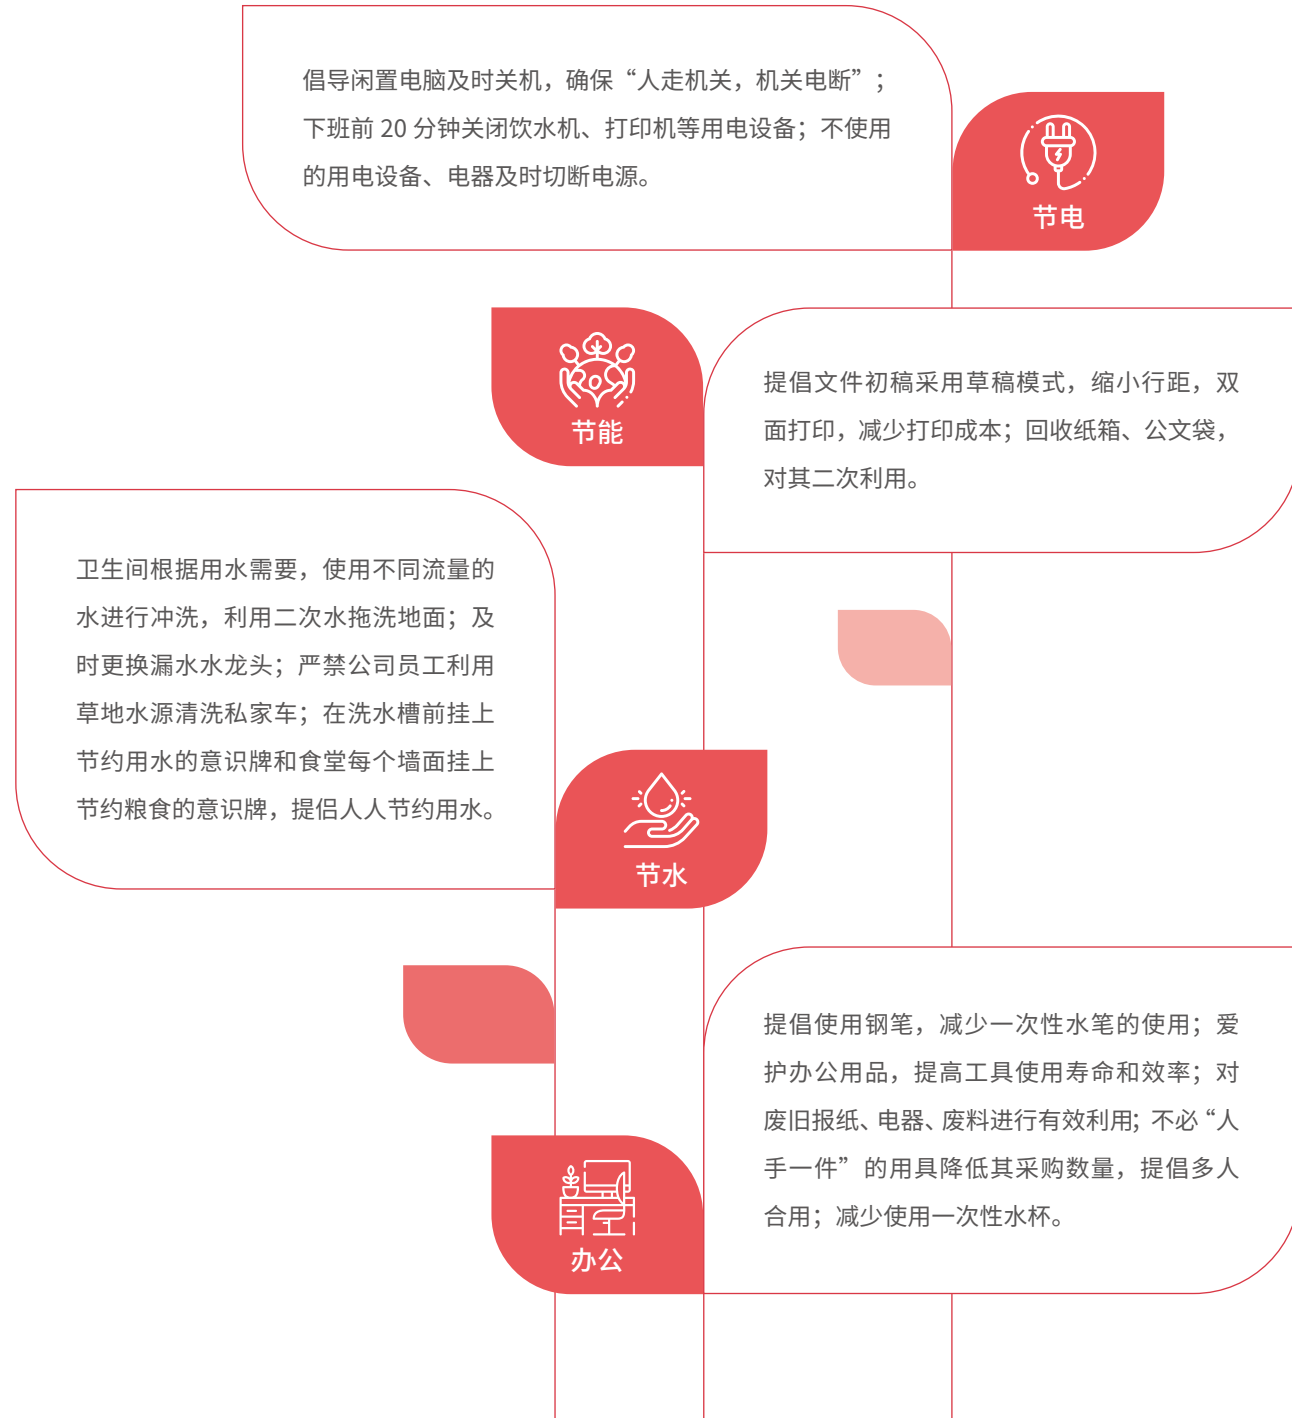 倡导闲置电脑及时关机，确保“人走机关，机关电断”；
下班前 20 分钟关闭饮水机、打印机等用电设备；不使用
的用电设备、电器及时切断电源。
节电
节能
提倡文件初稿采用草稿模式，缩小行距，双
面打印，减少打印成本；回收纸箱、公文袋，
对其二次利用。
卫生间根据用水需要，使用不同流量的
水进行冲洗，利用二次水拖洗地面；及
时更换漏水水龙头；严禁公司员工利用
草地水源清洗私家车；在洗水槽前挂上
节约用水的意识牌和食堂每个墙面挂上
节约粮食的意识牌，提侣人人节约用水。
节水
提倡使用钢笔，减少一次性水笔的使用；爱
护办公用品，提高工具使用寿命和效率；对
废旧报纸、电器、废料进行有效利用；不必“人
手一件”的用具降低其采购数量，提倡多人
合用；减少使用一次性水杯。
办公